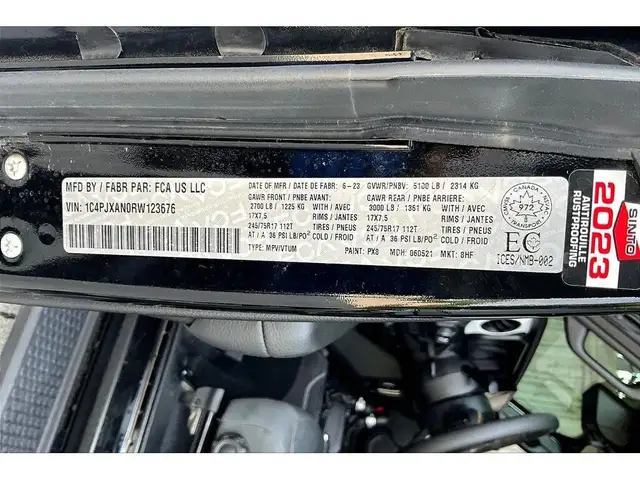 MFD BY / FABR PAR: FCA US LLC
VIN: 1C4PJXAN0RW123676
DATE OF MFR / DATE DE FABR: 6-23 GVWR/PNBV: 5100 LB / 2314 KG
GAWR FRONT / PNBE AVANT: GAWR REAR / PNBE ARRIERE:
2700 LB / 1225 KG WITH / AVEC 3000 LB / 1361 KG WITH / AVEC
17X7.5 RIMS / JANTES 17X7.5 RIMS / JANTES
245/75R17 112T TIRES / PNEUS 245/75R17 112T TIRES / PNEUS
AT / A 36 PSI LB/PO² COLD / A FROID AT / A 36 PSI LB/PO² COLD / A FROID
TYPE: MPV/VTUM PAINT: PX8 MDH: 060521 MKT: 8HF
CANADA
972
8
TRANSPORT
EC
ICES/NMB-002
2023
ANTIROUILLE
RUSTPROOFING
SINTO